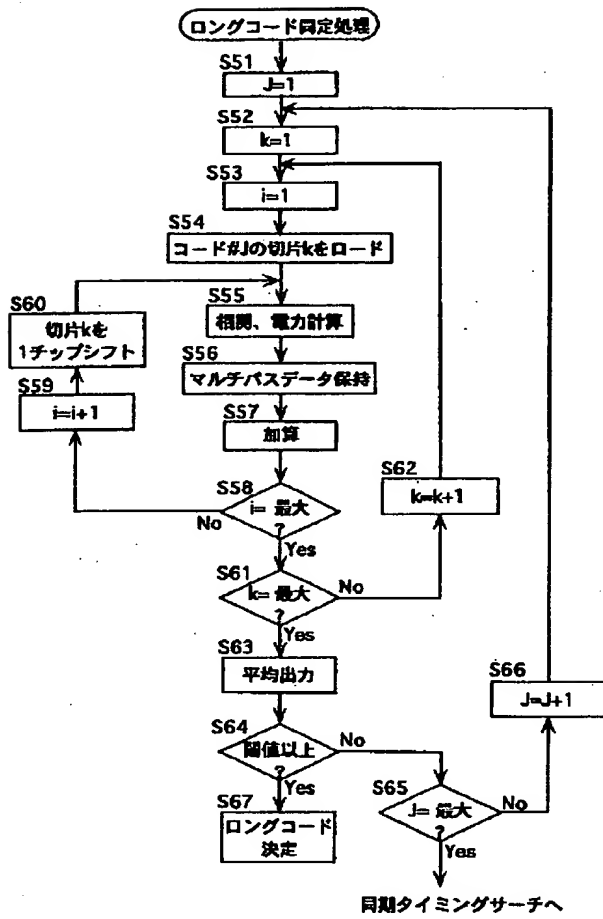 ロングコード同定処理
S51
J=1
S52
k=1
S53
i=1
S54
コード#Jの切片kをロード
S60
切片kを
1チップシフト
S55
相関、電力計算
S56
マルチパスデータ保持
S59
i=i+1
S57
加算
S62
k=k+1
S58
i= 最大
?
No
Yes
S61
k= 最大
?
No
Yes
S63
平均出力
S66
J=J+1
S64
閾値以上
?
No
Yes
S65
J= 最大
?
No
Yes
S67
ロングコード
決定
同期タイミングサーチへ